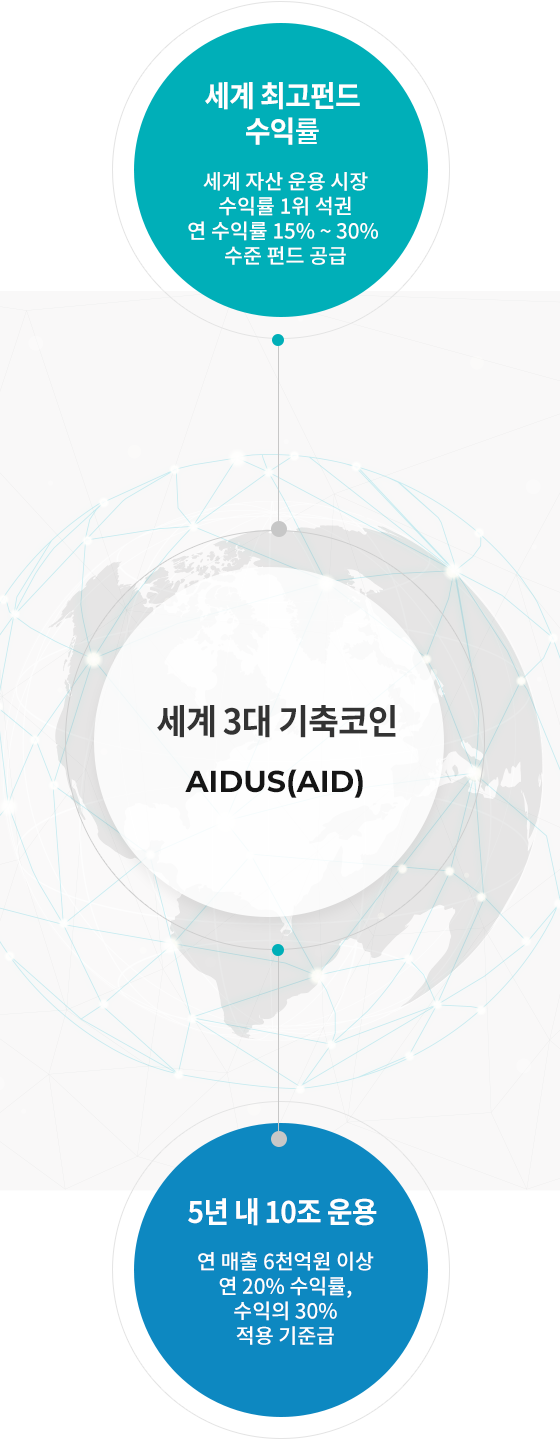 세계 최고펀드
수익률
세계 자산 운용 시장
수익률 1위 석권
연 수익률 15% ~ 30%
수준 펀드 공급
세계 3대 기축코인
AIDUS(AID)
5년 내 10조 운용
연 매출 6천억원 이상
연 20% 수익률,
수익의 30%
적용 기준급